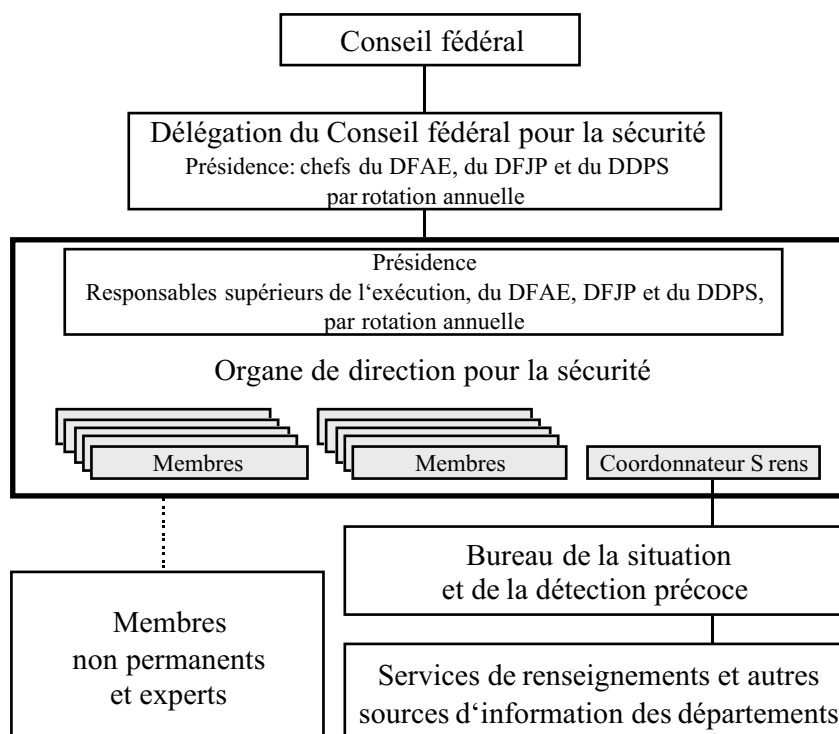 Conseil fédéral
Délégation du Conseil fédéral pour la sécurité
Présidence: chefs du DFAE, du DFJP et du DDPS
par rotation annuelle
Présidence
Responsables supérieurs de l‘exécution, du DFAE, DFJP et du DDPS,
par rotation annuelle
Organe de direction pour la sécurité
Membres
Membres
Coordonnateur S rens
Bureau de la situation
et de la détection précoce
Membres
non permanents
et experts
Services de renseignements et autres
sources d‘information des départements